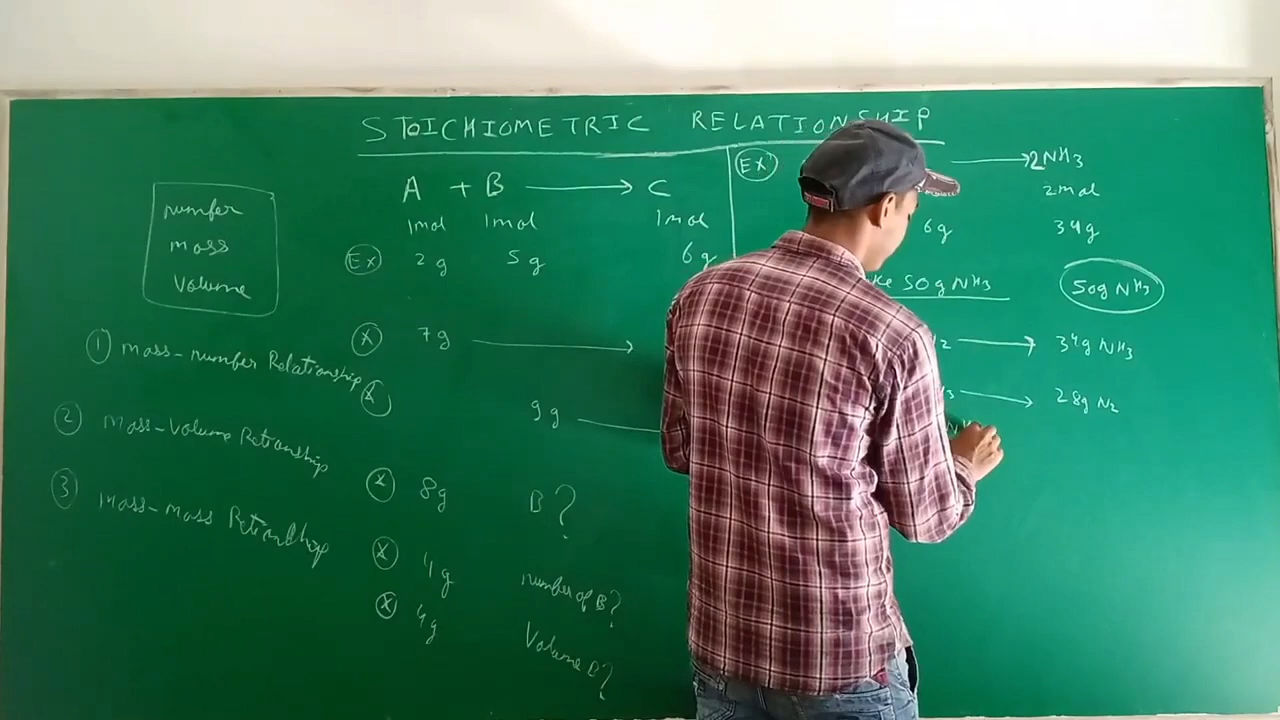 STOICHIOMETRIC RELATIONSHIP
number
mass
Volume
1 mass-number Relationship
2 mass-Volume Retionship
3 mass-mass Retionship
A + B → C
1mol 1mol 1mol
Ex 2g 5g 6g
7g →
9g
8g B?
4g number of B?
4g Volume B?
EX → 2NH3
2mol
6g 34g
50g NH3 50g NH3
→ 34g NH3
→ 28g N2